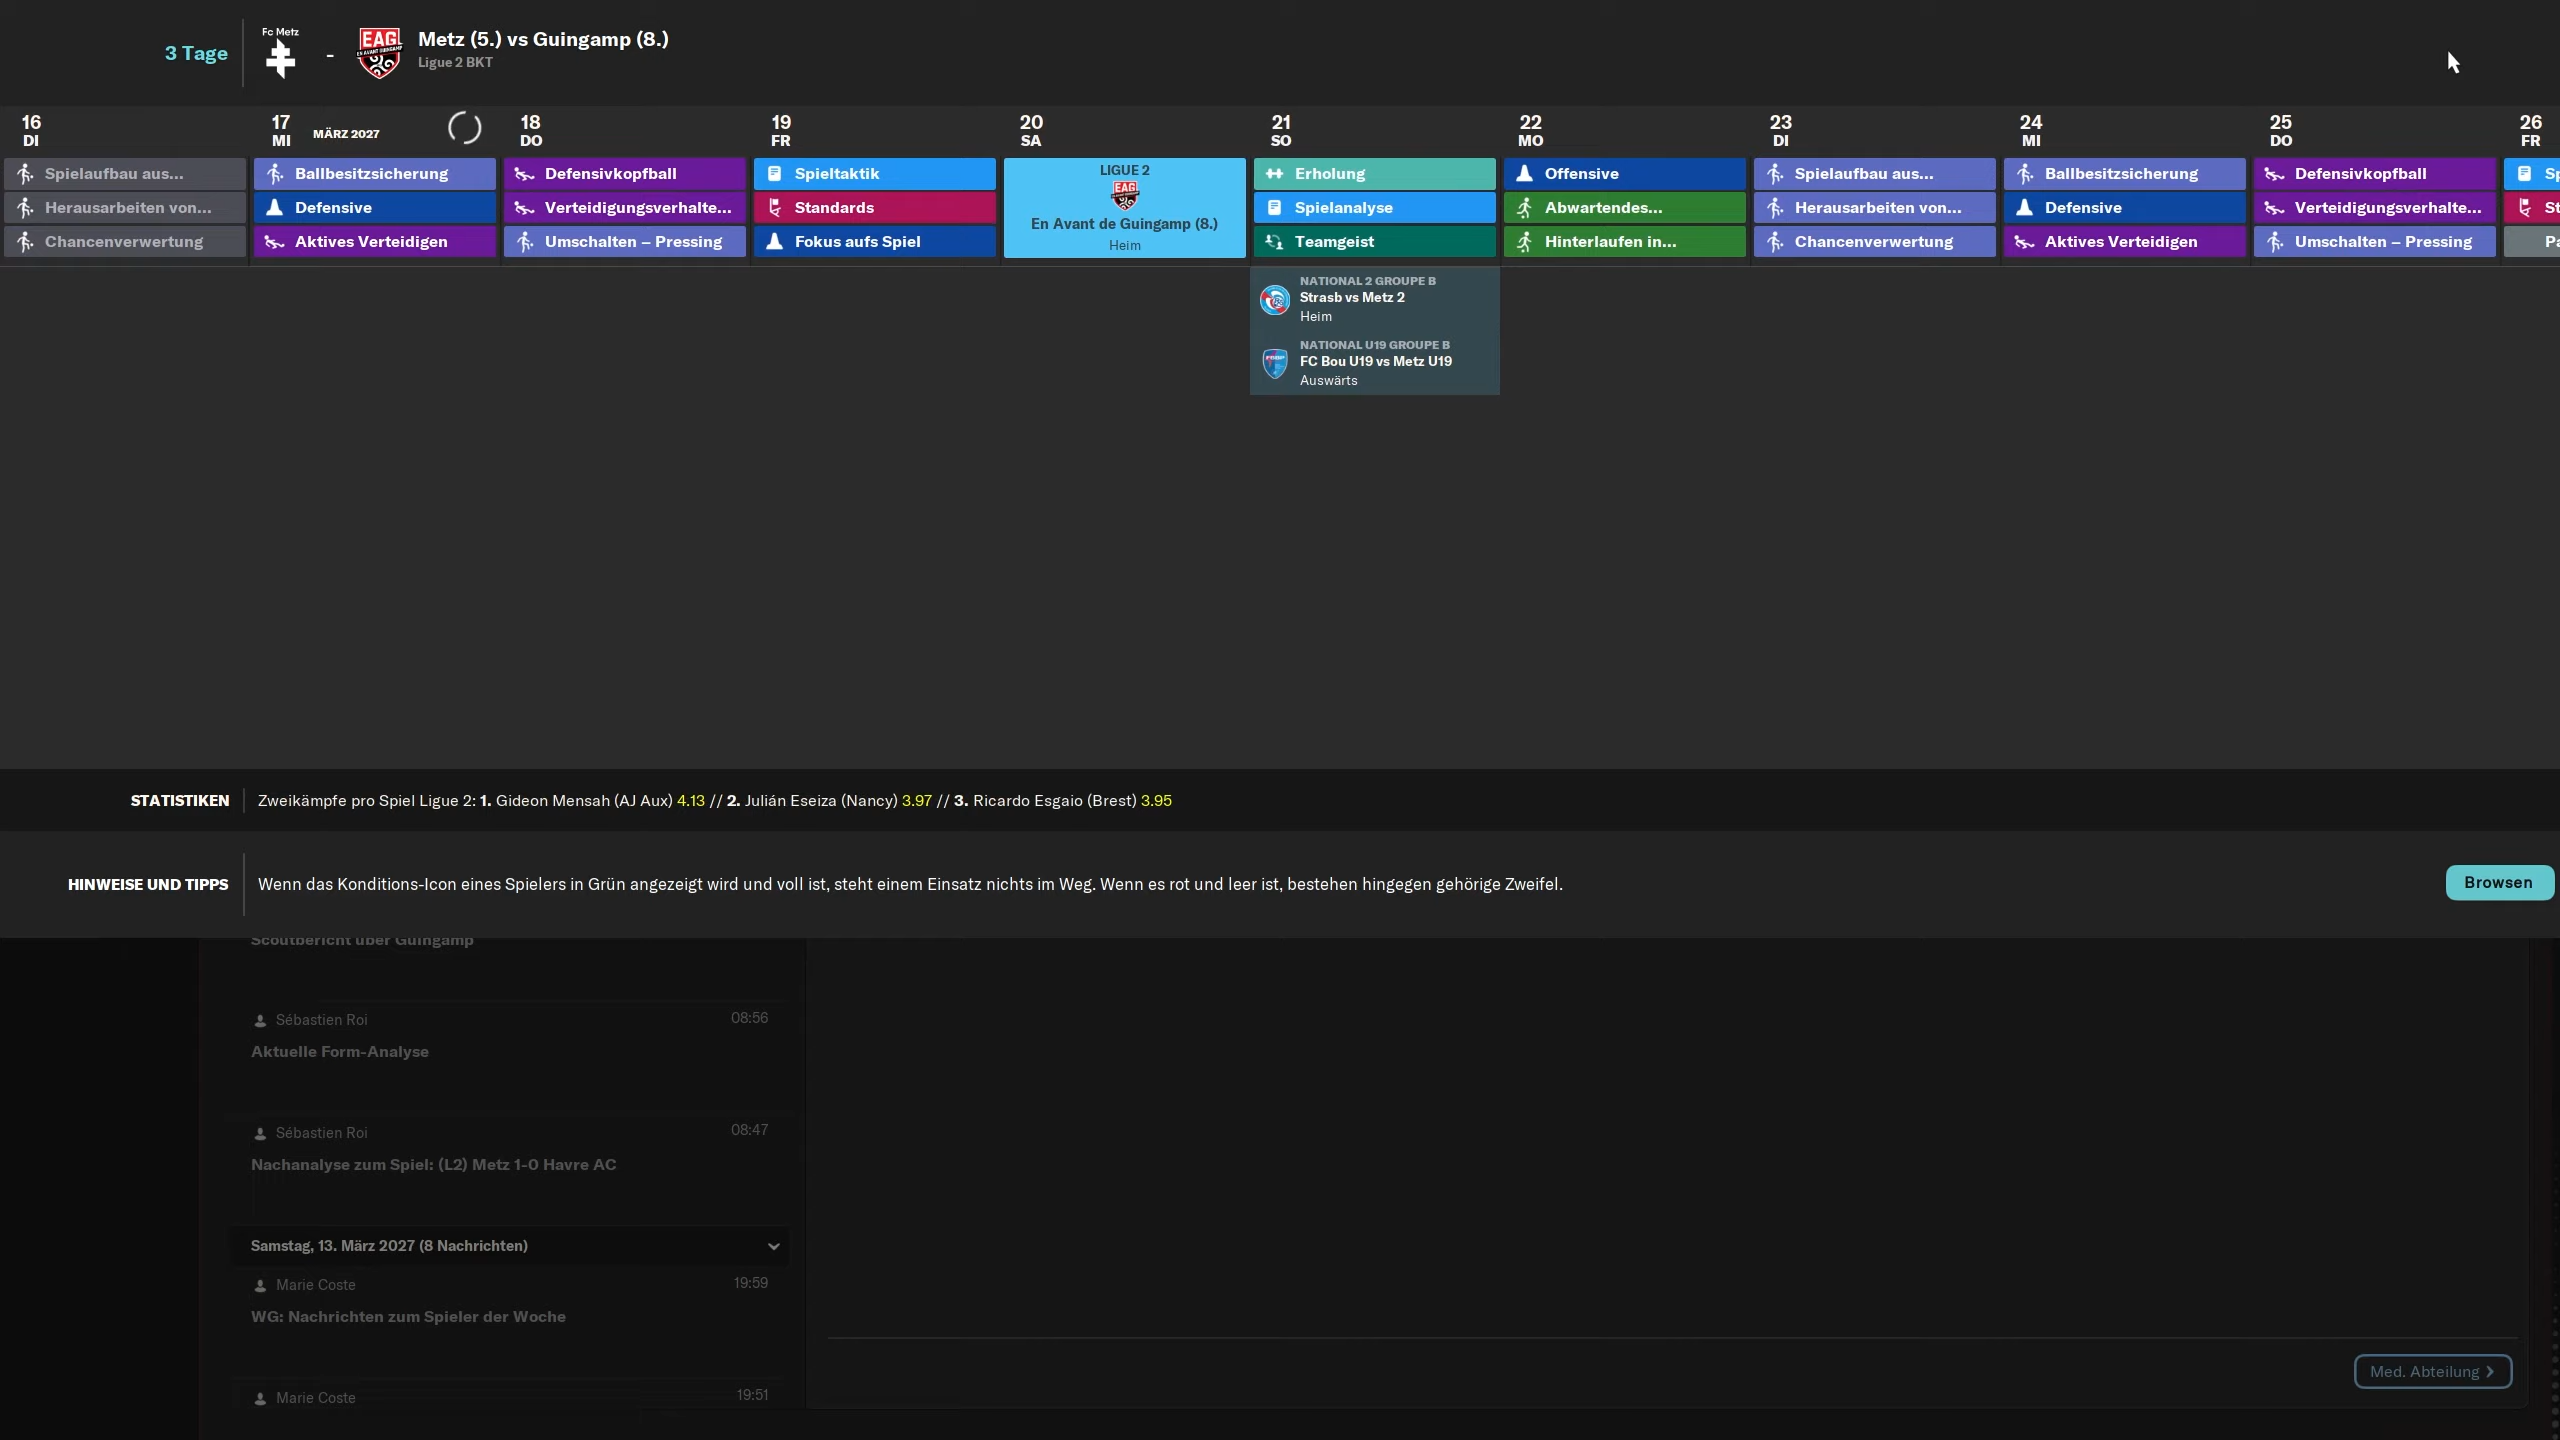 3 Tage
Fc Metz
-
EAG
EN AVANT GUINGAMP
Metz (5.) vs Guingamp (8.)
Ligue 2 BKT
16
DI
17
MI
MÄRZ 2027
18
DO
19
FR
20
SA
21
SO
22
MO
23
DI
24
MI
25
DO
26
FR
Spielaufbau aus...
Herausarbeiten von...
Chancenverwertung
Ballbesitzsicherung
Defensive
Aktives Verteidigen
Defensivkopfball
Verteidigungsverhalte...
Umschalten – Pressing
Spieltaktik
Standards
Fokus aufs Spiel
LIGUE 2
EAG
En Avant de Guingamp (8.)
Heim
Erholung
Spielanalyse
Teamgeist
Offensive
Abwartendes...
Hinterlaufen in...
Spielaufbau aus...
Herausarbeiten von...
Chancenverwertung
Ballbesitzsicherung
Defensive
Aktives Verteidigen
Defensivkopfball
Verteidigungsverhalte...
Umschalten – Pressing
Sp
St
Pa
NATIONAL 2 GROUPE B
Strasb vs Metz 2
Heim
NATIONAL U19 GROUPE B
FC Bou U19 vs Metz U19
Auswärts
STATISTIKEN
Zweikämpfe pro Spiel Ligue 2: 1. Gideon Mensah (AJ Aux) 4.13 // 2. Julián Eseiza (Nancy) 3.97 // 3. Ricardo Esgaio (Brest) 3.95
HINWEISE UND TIPPS
Wenn das Konditions-Icon eines Spielers in Grün angezeigt wird und voll ist, steht einem Einsatz nichts im Weg. Wenn es rot und leer ist, bestehen hingegen gehörige Zweifel.
Browsen
Scoutbericht über Guingamp
Sébastien Roi
08:56
Aktuelle Form-Analyse
Sébastien Roi
08:47
Nachanalyse zum Spiel: (L2) Metz 1-0 Havre AC
Samstag, 13. März 2027 (8 Nachrichten)
Marie Coste
19:59
WG: Nachrichten zum Spieler der Woche
Marie Coste
19:51
Med. Abteilung